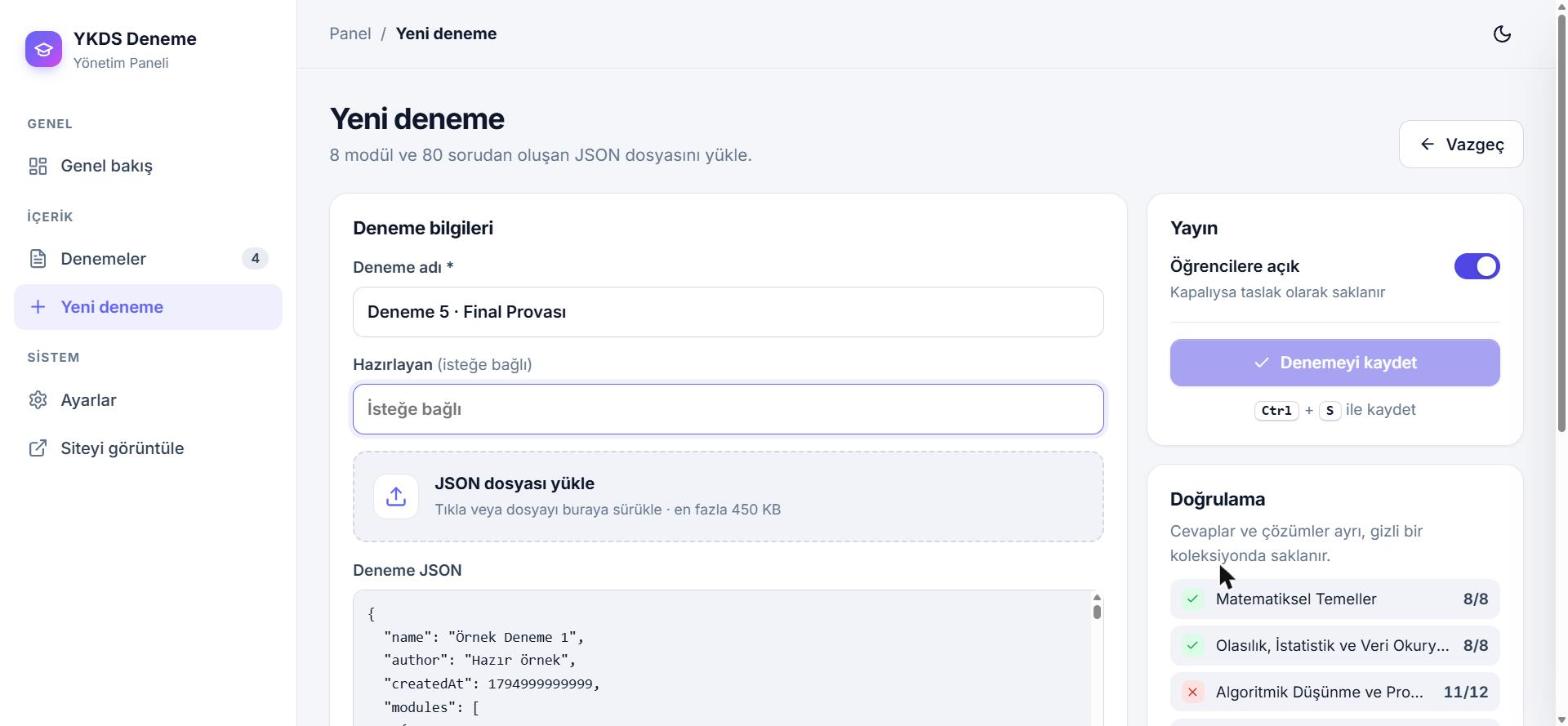 YKDS Deneme
Yönetim Paneli
GENEL
Genel bakış
İÇERİK
Denemeler 4
Yeni deneme
SİSTEM
Ayarlar
Siteyi görüntüle
Panel / Yeni deneme
Yeni deneme
8 modül ve 80 sorudan oluşan JSON dosyasını yükle.
Vazgeç
Deneme bilgileri
Deneme adı *
Deneme 5 · Final Provası
Hazırlayan (isteğe bağlı)
İsteğe bağlı
JSON dosyası yükle
Tıkla veya dosyayı buraya sürükle · en fazla 450 KB
Deneme JSON
{
"name": "Örnek Deneme 1",
"author": "Hazır örnek",
"createdAt": 1794999999999,
"modules": [
Yayın
Öğrencilere açık
Kapalıysa taslak olarak saklanır
Denemeyi kaydet
Ctrl + S ile kaydet
Doğrulama
Cevaplar ve çözümler ayrı, gizli bir
koleksiyonda saklanır.
Matematiksel Temeller 8/8
Olasılık, İstatistik ve Veri Okury... 8/8
Algoritmik Düşünme ve Pro... 11/12